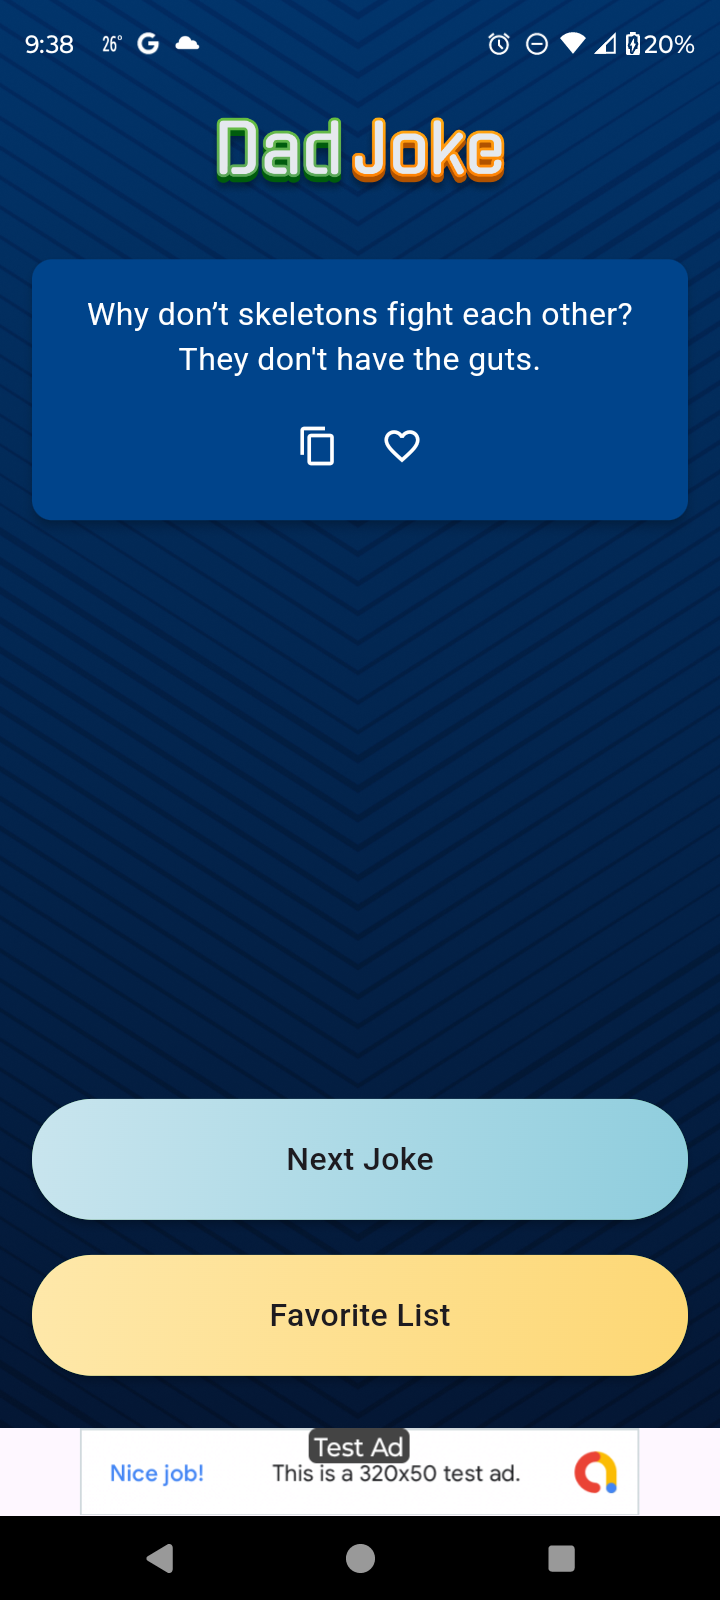 9:38 26° G 20%
Dad Joke
Why don’t skeletons fight each other?
They don't have the guts.
Next Joke
Favorite List
Test Ad
Nice job! This is a 320x50 test ad.